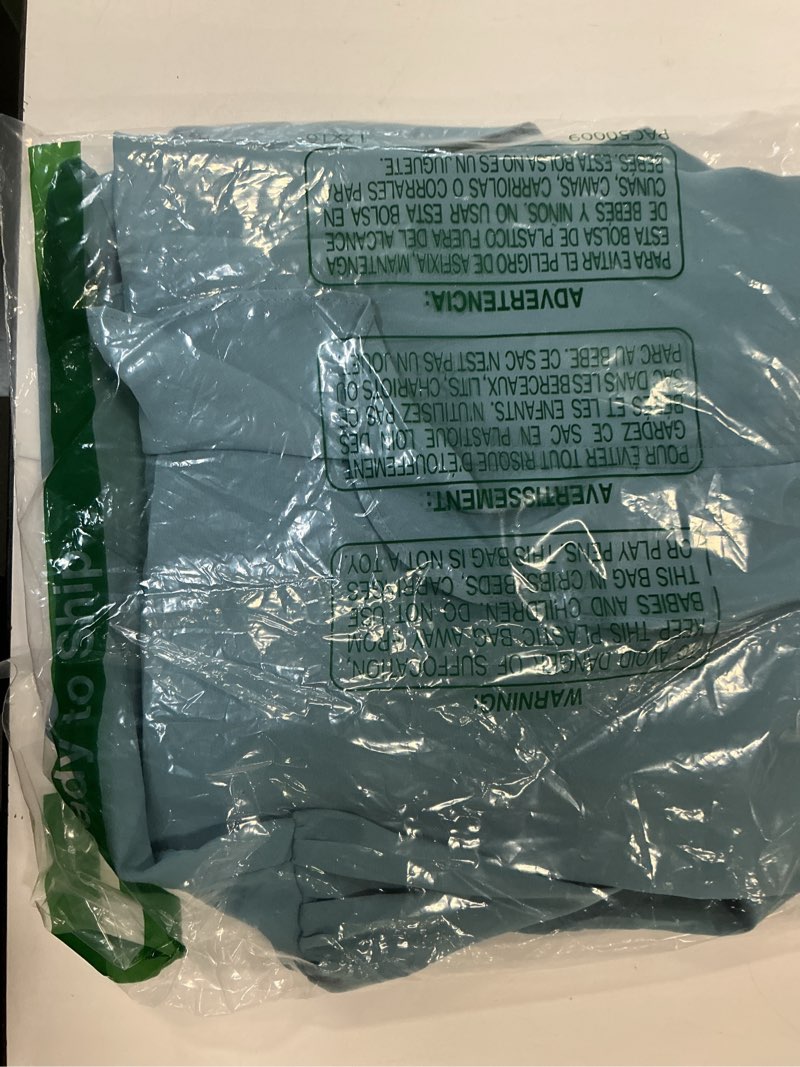 WARNING:
TO AVOID DANGER OF SUFFOCATION,
KEEP THIS PLASTIC BAG AWAY FROM
BABIES AND CHILDREN. DO NOT USE
THIS BAG IN CRIBS, BEDS, CARRIAGES
OR PLAY PENS. THIS BAG IS NOT A TOY.
AVERTISSEMENT:
POUR ÉVITER TOUT RISQUE D'ÉTOUFFEMENT
GARDEZ CE SAC EN PLASTIQUE LOIN DES
BÉBÉS ET LES ENFANTS. N'UTILISEZ PAS CE
SAC DANS LES BERCEAUX, LITS, CHARIOTS OU
PARC AU BÉBÉ. CE SAC N'EST PAS UN JOUET
ADVERTENCIA:
PARA EVITAR EL PELIGRO DE ASFIXIA, MANTENGA
ESTA BOLSA DE PLASTICO FUERA DEL ALCANCE
DE BEBES Y NIÑOS. NO USAR ESTA BOLSA EN
CUNAS, CAMAS, CARRIOLAS O CORRALES PARA
BEBES. ESTA BOLSA NO ES UN JUGUETE.
PAC50009
ady to Ship